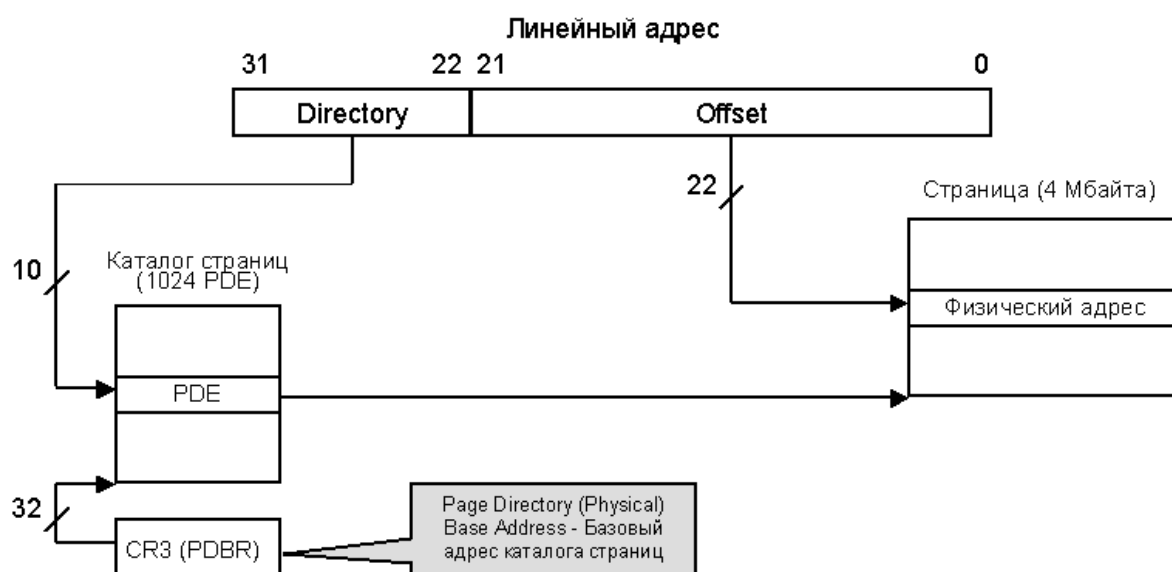 Линейный адрес
31 22 21 0
Directory Offset
22
Страница (4 Мбайта)
10
Каталог страниц
(1024 PDE)
Физический адрес
PDE
32
CR3 (PDBR)
Page Directory (Physical)
Base Address - Базовый
адрес каталога страниц